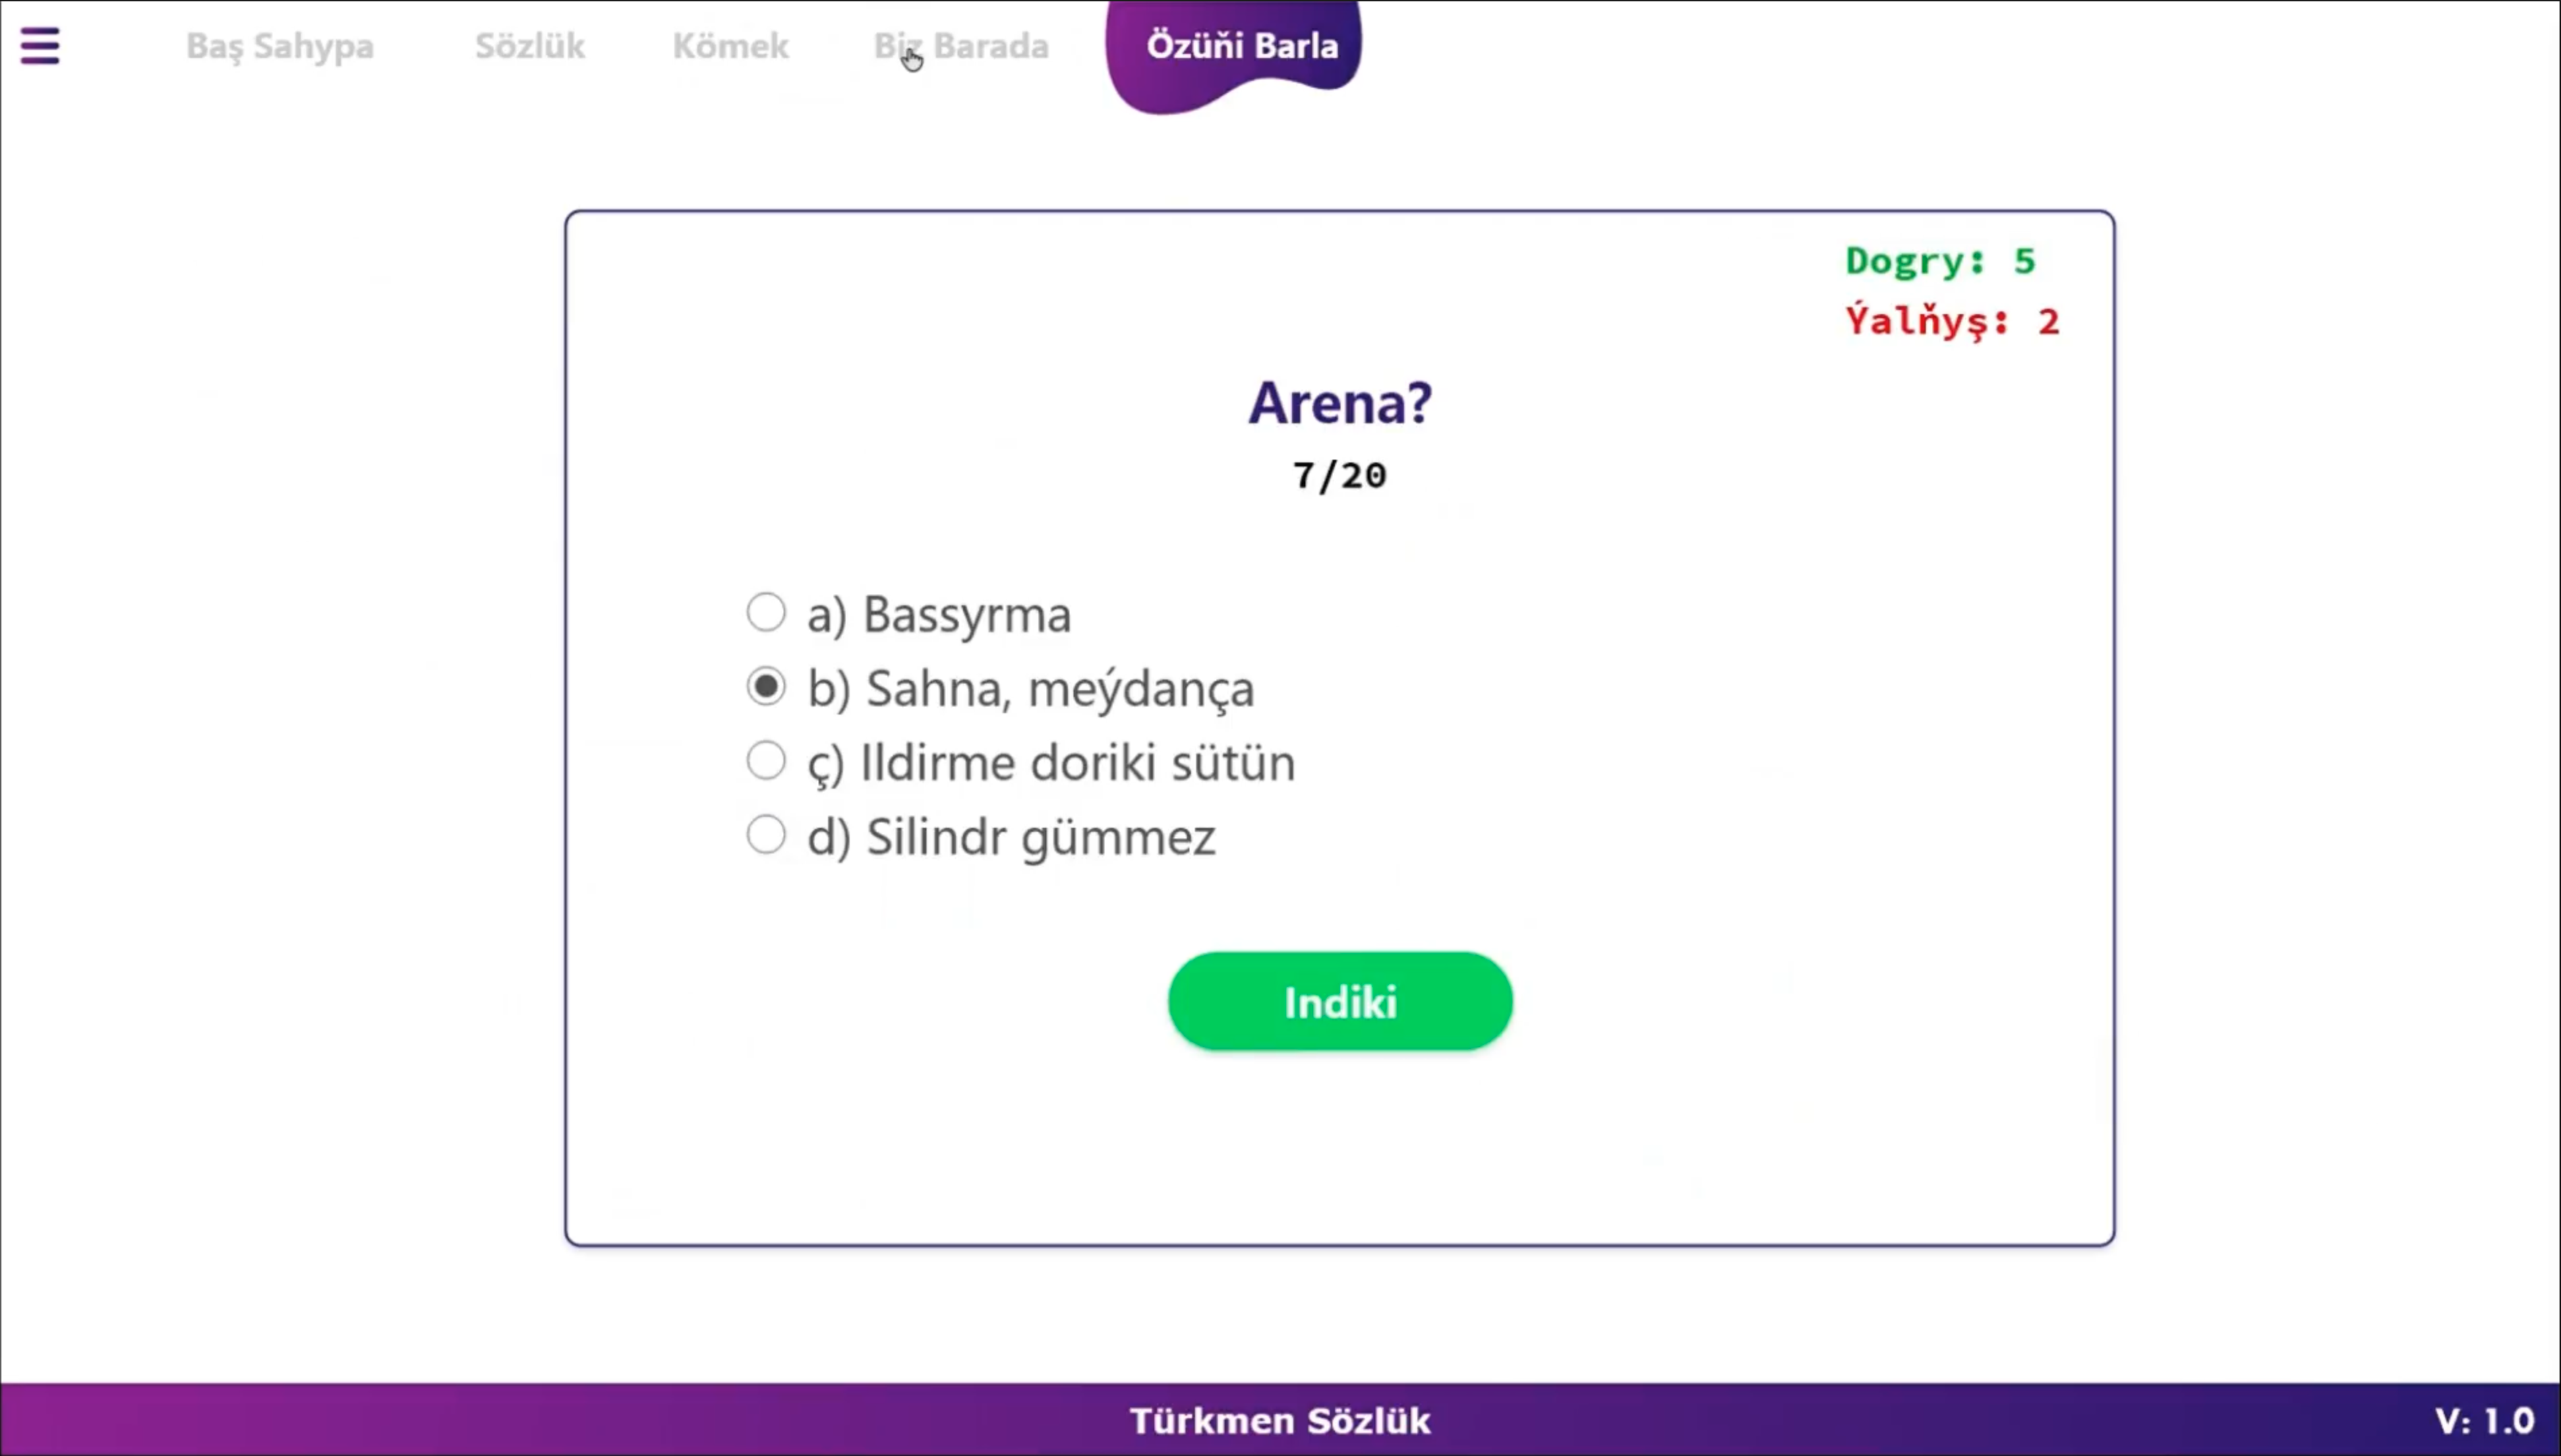 Baş Sahypa Sözlük Kömek Biz Barada Özüňi Barla
Dogry: 5
Ýalňyş: 2
Arena?
7/20
a) Bassyrma
b) Sahna, meýdança
ç) Ildirme doriki sütün
d) Silindr gümmez
Indiki
Türkmen Sözlük
V: 1.0